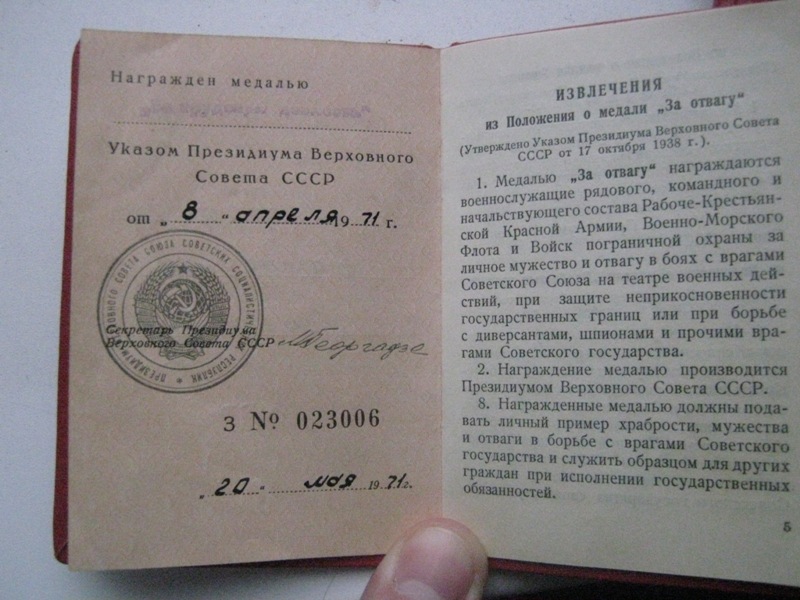 Награжден медалью
Указом Президиума Верховного
Совета СССР
от „ 8 " апреля 1971 г.
Секретарь Президиума
Верховного Совета СССР М Георгадзе
З № 023006
„ 20 " мая 1971 г.
ИЗВЛЕЧЕНИЯ
из Положения о медали „За отвагу"
(Утверждено Указом Президиума Верховного Совета
СССР от 17 октября 1938 г.).
1. Медалью „За отвагу" награждаются
военнослужащие рядового, командного и
начальствующего состава Рабоче-Крестьян-
ской Красной Армии, Военно-Морского
Флота и Войск пограничной охраны за
личное мужество и отвагу в боях с врагами
Советского Союза на театре военных дей-
ствий, при защите неприкосновенности
государственных границ или при борьбе
с диверсантами, шпионами и прочими вра-
гами Советского государства.
2. Награждение медалью производится
Президиумом Верховного Совета СССР.
8. Награжденные медалью должны пода-
вать личный пример храбрости, мужества
и отваги в борьбе с врагами Советского
государства и служить образцом для других
граждан при исполнении государственных
обязанностей.
5